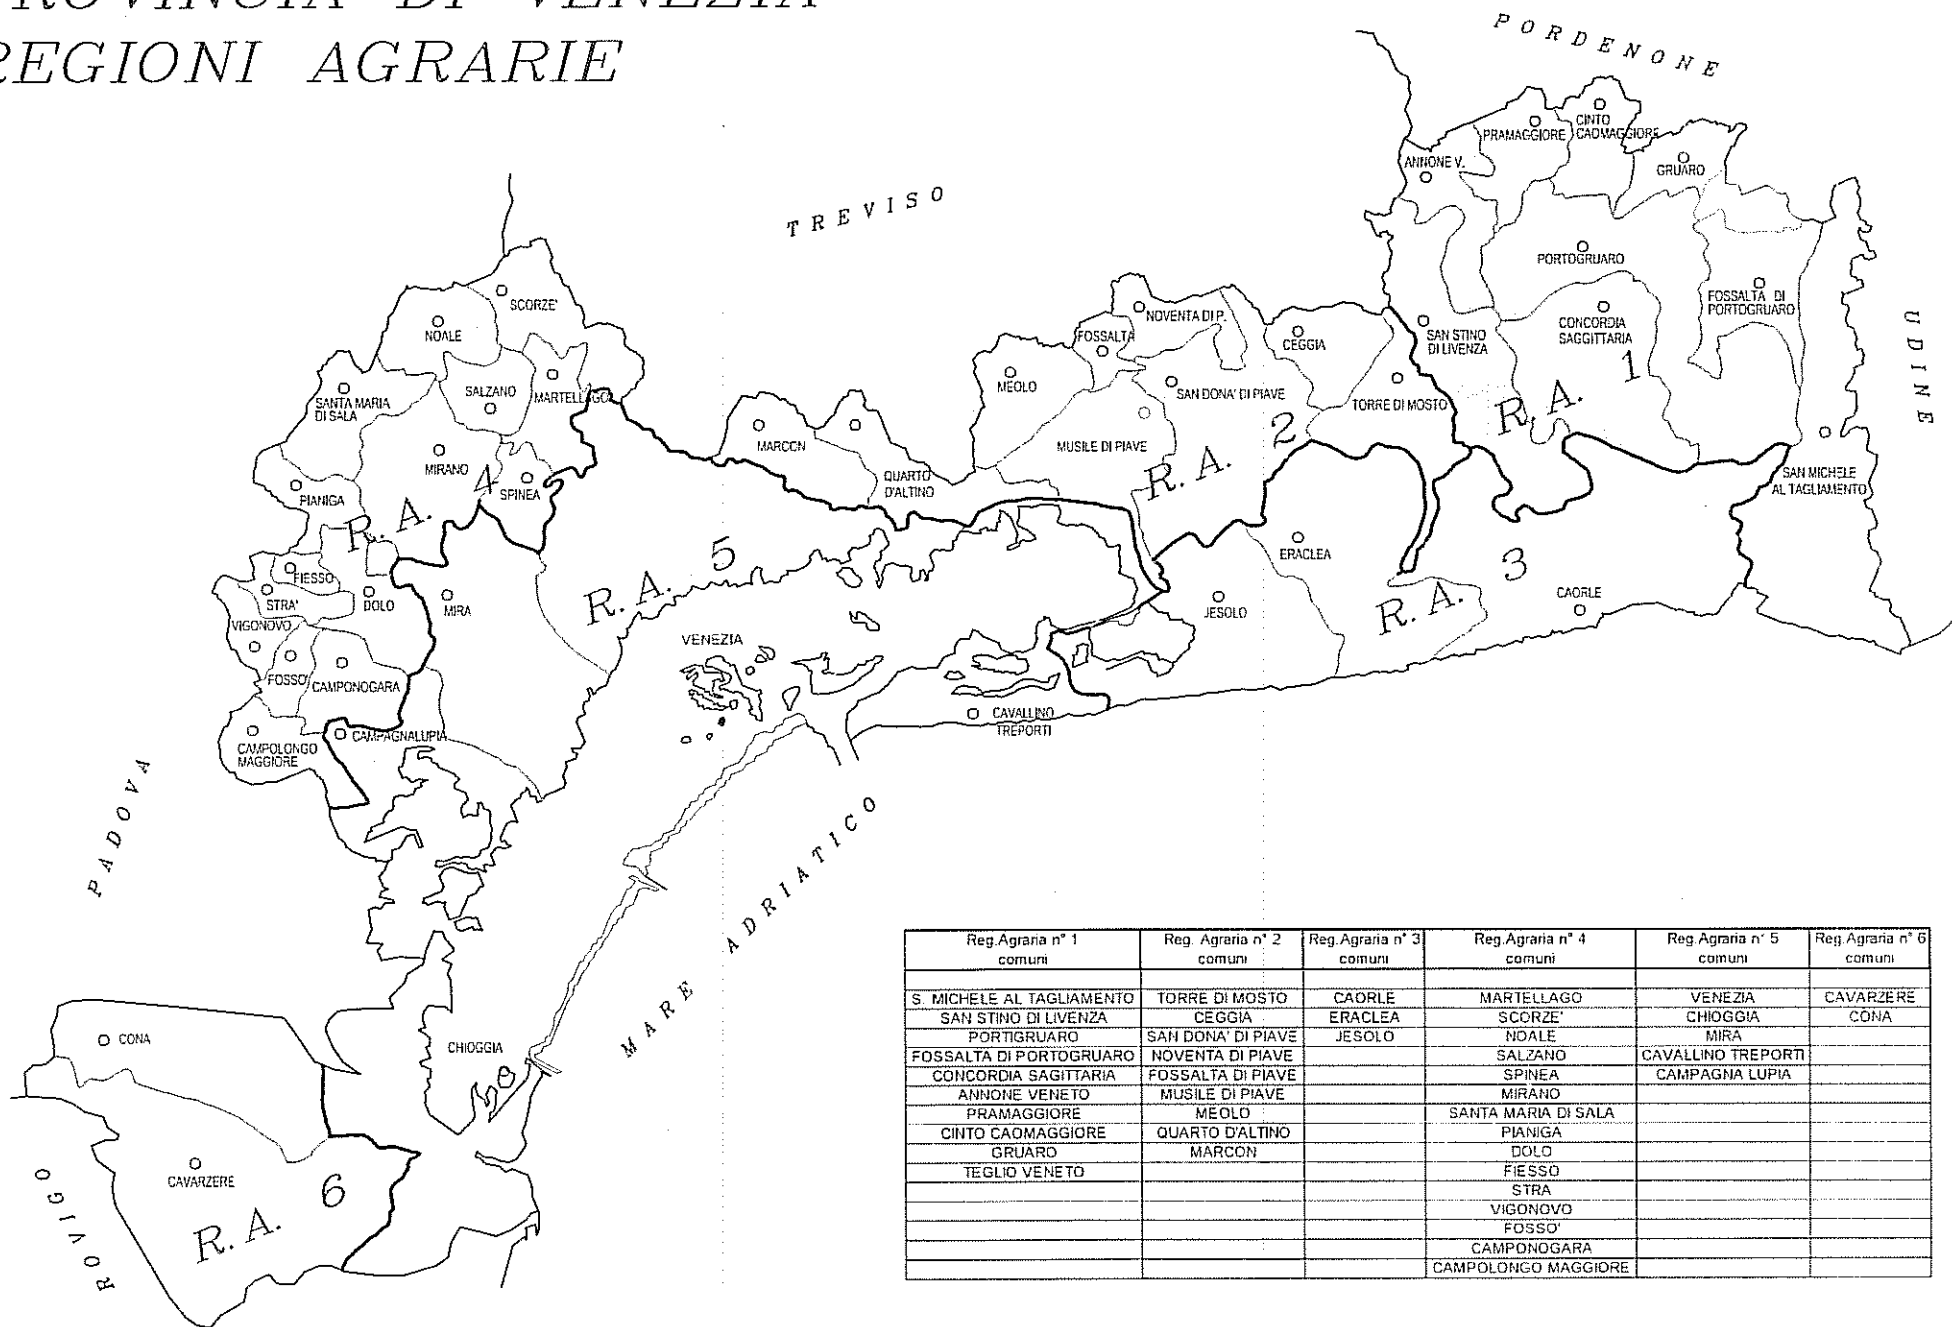 PROVINCIA DI VENEZIA
REGIONI AGRARIE
PORDENONE
TREVISO
UDINE
PADOVA
ROVIGO
MARE ADRIATICO
PRAMAGGIORE
CINTO
CAOMAGGIORE
ANNONE V.
GRUARO
PORTOGRUARO
FOSSALTA DI
PORTOGRUARO
CONCORDIA
SAGGITTARIA
SAN STINO
DI LIVENZA
R. A. 1
SAN MICHELE
AL TAGLIAMENTO
SCORZE'
NOALE
SALZANO
MARTELLAGO
SANTA MARIA
DI SALA
MIRANO
SPINEA
PIANIGA
R. A. 4
FIESSO
STRA'
DOLO
VIGONOVO
FOSSO'
CAMPONOGARA
CAMPOLONGO
MAGGIORE
CAMPAGNALUPIA
MIRA
R. A. 5
VENEZIA
CAVALLINO
TREPORTI
NOVENTA DI P.
FOSSALTA
CEGGIA
MEOLO
SAN DONA' DI PIAVE
TORRE DI MOSTO
MUSILE DI PIAVE
MARCON
QUARTO
D'ALTINO
R. A. 2
ERACLEA
JESOLO
CAORLE
R. A. 3
CHIOGGIA
CONA
CAVARZERE
R. A. 6
Reg.Agraria n° 1 Reg. Agraria n° 2 Reg.Agraria n° 3 Reg.Agraria n° 4 Reg.Agraria n° 5 Reg.Agraria n° 6
comuni comuni comuni comuni comuni comuni
S. MICHELE AL TAGLIAMENTO TORRE DI MOSTO CAORLE MARTELLAGO VENEZIA CAVARZERE
SAN STINO DI LIVENZA CEGGIA ERACLEA SCORZE' CHIOGGIA CONA
PORTIGRUARO SAN DONA' DI PIAVE JESOLO NOALE MIRA
FOSSALTA DI PORTOGRUARO NOVENTA DI PIAVE SALZANO CAVALLINO TREPORTI
CONCORDIA SAGITTARIA FOSSALTA DI PIAVE SPINEA CAMPAGNA LUPIA
ANNONE VENETO MUSILE DI PIAVE MIRANO
PRAMAGGIORE MEOLO SANTA MARIA DI SALA
CINTO CAOMAGGIORE QUARTO D'ALTINO PIANIGA
GRUARO MARCON DOLO
TEGLIO VENETO FIESSO
STRA
VIGONOVO
FOSSO'
CAMPONOGARA
CAMPOLONGO MAGGIORE